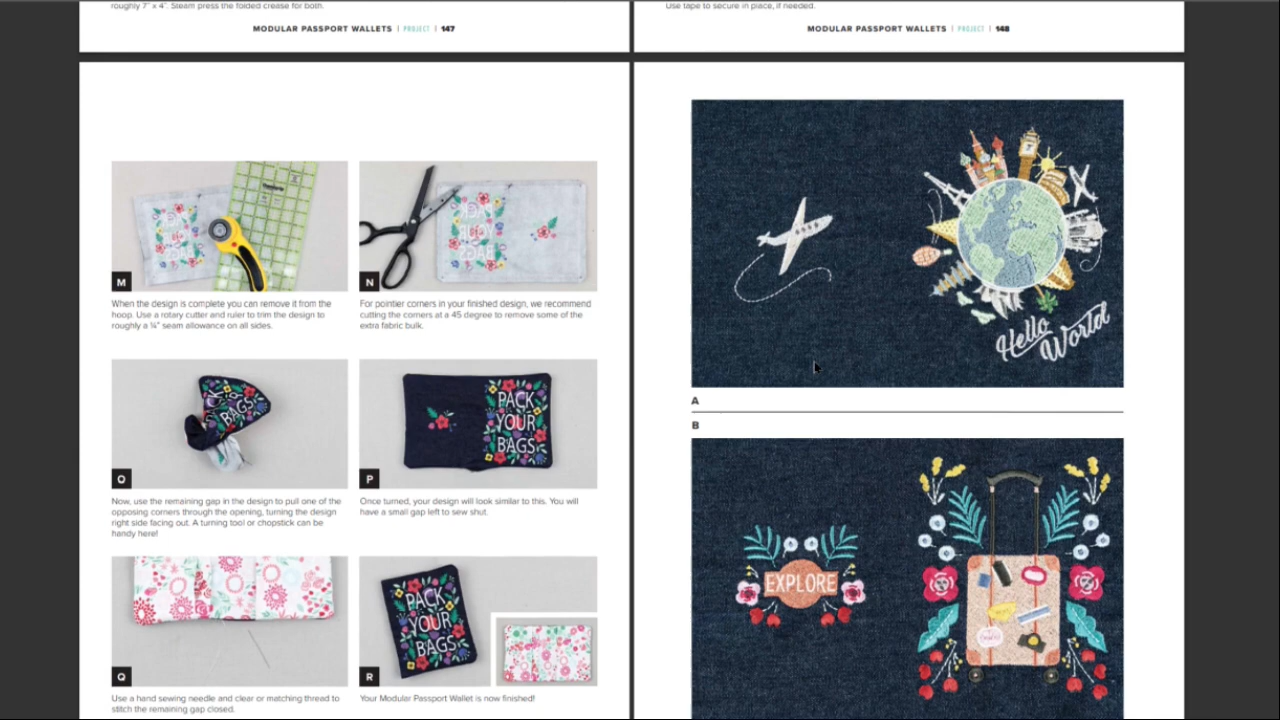 roughly 7" x 4". Steam press the folded crease for both.
MODULAR PASSPORT WALLETS | PROJECT | 147
M
When the design is complete you can remove it from the
hoop. Use a rotary cutter and ruler to trim the design to
roughly a ¼" seam allowance on all sides.
N
For pointier corners in your finished design, we recommend
cutting the corners at a 45 degree to remove some of the
extra fabric bulk.
BAGS
O
Now, use the remaining gap in the design to pull one of the
opposing corners through the opening, turning the design
right side facing out. A turning tool or chopstick can be
handy here!
PACK
YOUR
BAGS
P
Once turned, your design will look similar to this. You will
have a small gap left to sew shut.
Q
Use a hand sewing needle and clear or matching thread to
stitch the remaining gap closed.
PACK
YOUR
BAGS
R
Your Modular Passport Wallet is now finished!
Use tape to secure in place, if needed.
MODULAR PASSPORT WALLETS | PROJECT | 148
Hello
World
A
B
EXPLORE